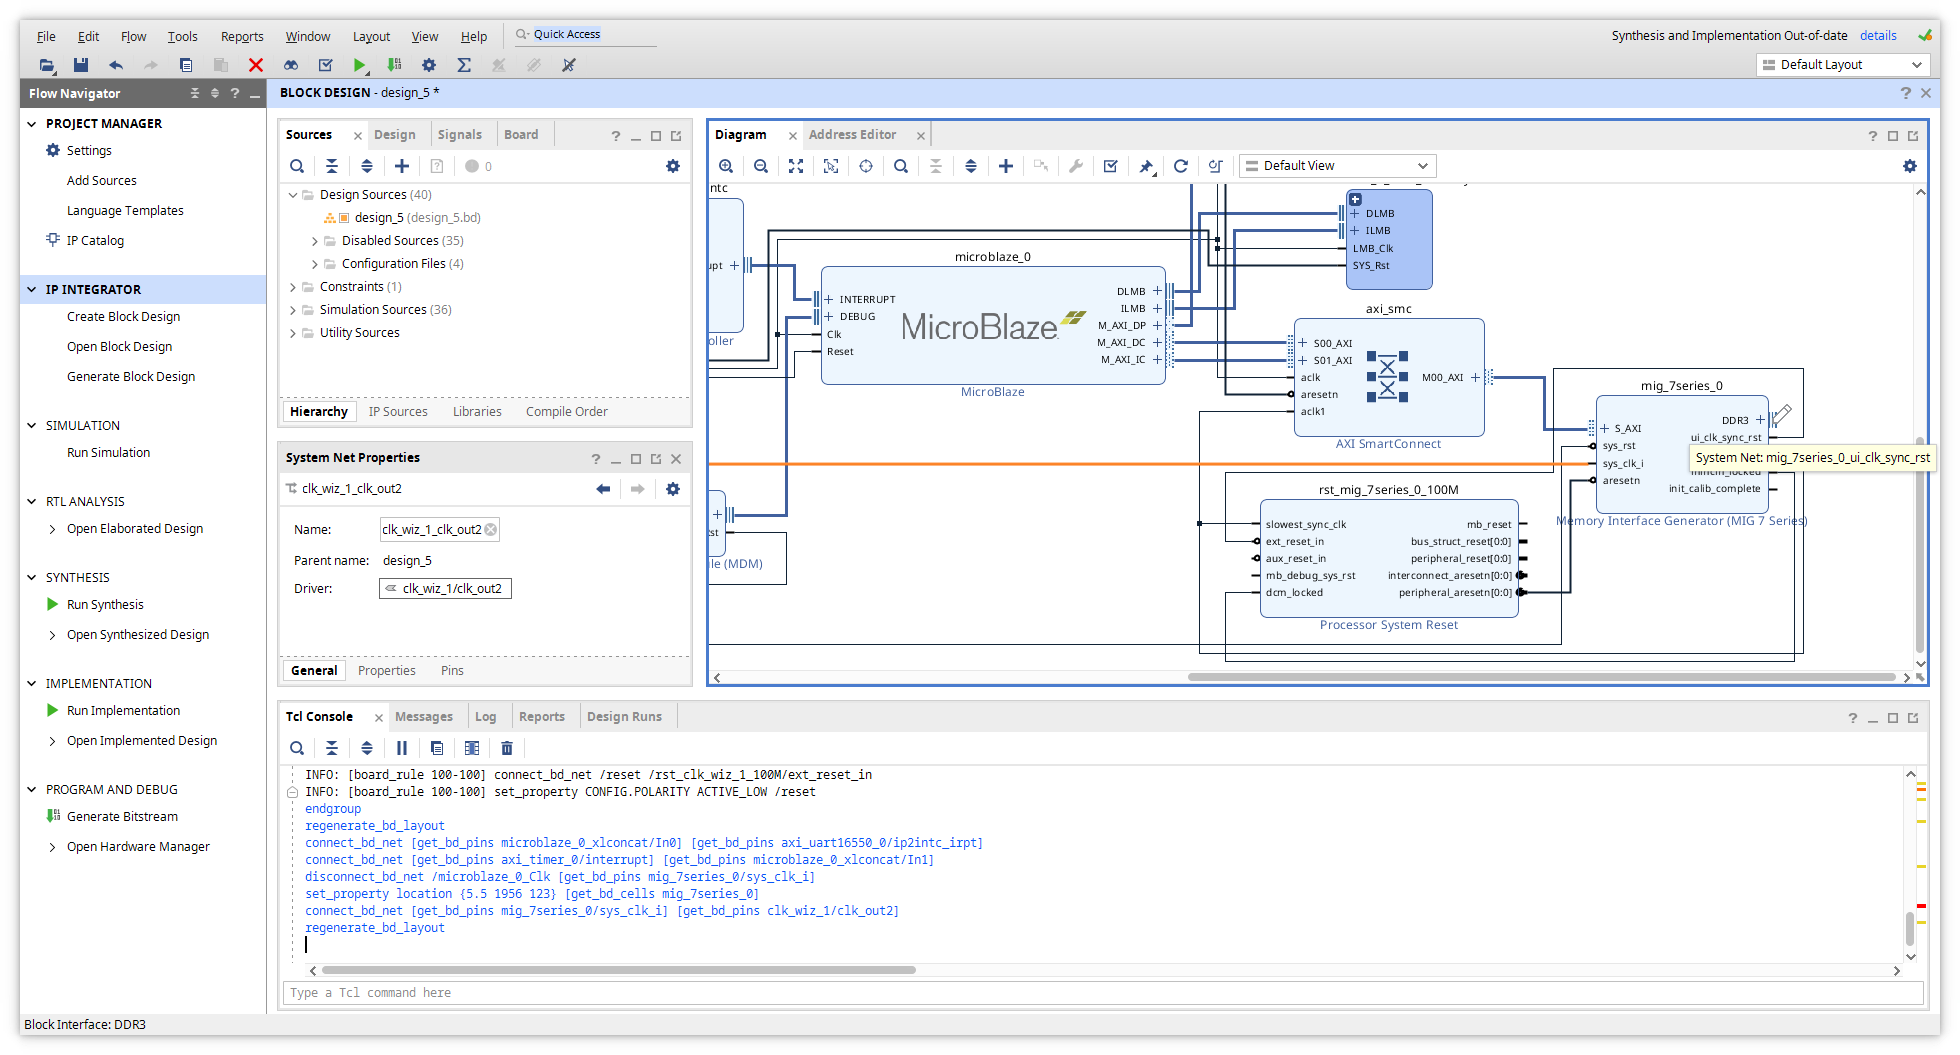 File Edit Flow Tools Reports Window Layout View Help Quick Access
Synthesis and Implementation Out-of-date details
Default Layout
Flow Navigator
PROJECT MANAGER
Settings
Add Sources
Language Templates
IP Catalog
IP INTEGRATOR
Create Block Design
Open Block Design
Generate Block Design
SIMULATION
Run Simulation
RTL ANALYSIS
Open Elaborated Design
SYNTHESIS
Run Synthesis
Open Synthesized Design
IMPLEMENTATION
Run Implementation
Open Implemented Design
PROGRAM AND DEBUG
Generate Bitstream
Open Hardware Manager
BLOCK DESIGN - design_5 *
Sources Design Signals Board
0
Design Sources (40)
design_5 (design_5.bd)
Disabled Sources (35)
Configuration Files (4)
Constraints (1)
Simulation Sources (36)
Utility Sources
Hierarchy IP Sources Libraries Compile Order
System Net Properties
clk_wiz_1_clk_out2
Name: clk_wiz_1_clk_out2
Parent name: design_5
Driver: clk_wiz_1/clk_out2
General Properties Pins
Diagram Address Editor
Default View
ntc
upt
oller
st
le (MDM)
microblaze_0
INTERRUPT
DEBUG
Clk
Reset
MicroBlaze
DLMB
ILMB
M_AXI_DP
M_AXI_DC
M_AXI_IC
MicroBlaze
DLMB
ILMB
LMB_Clk
SYS_Rst
axi_smc
S00_AXI
S01_AXI
aclk
aresetn
aclk1
M00_AXI
AXI SmartConnect
mig_7series_0
S_AXI
sys_rst
sys_clk_i
aresetn
DDR3
ui_clk_sync_rst
System Net: mig_7series_0_ui_clk_sync_rst
mmcm_locked
init_calib_complete
Memory Interface Generator (MIG 7 Series)
rst_mig_7series_0_100M
slowest_sync_clk
ext_reset_in
aux_reset_in
mb_debug_sys_rst
dcm_locked
mb_reset
bus_struct_reset[0:0]
peripheral_reset[0:0]
interconnect_aresetn[0:0]
peripheral_aresetn[0:0]
Processor System Reset
Tcl Console Messages Log Reports Design Runs
INFO: [board_rule 100-100] connect_bd_net /reset /rst_clk_wiz_1_100M/ext_reset_in
INFO: [board_rule 100-100] set_property CONFIG.POLARITY ACTIVE_LOW /reset
endgroup
regenerate_bd_layout
connect_bd_net [get_bd_pins microblaze_0_xlconcat/In0] [get_bd_pins axi_uart16550_0/ip2intc_irpt]
connect_bd_net [get_bd_pins axi_timer_0/interrupt] [get_bd_pins microblaze_0_xlconcat/In1]
disconnect_bd_net /microblaze_0_Clk [get_bd_pins mig_7series_0/sys_clk_i]
set_property location {5.5 1956 123} [get_bd_cells mig_7series_0]
connect_bd_net [get_bd_pins mig_7series_0/sys_clk_i] [get_bd_pins clk_wiz_1/clk_out2]
regenerate_bd_layout
Type a Tcl command here
Block Interface: DDR3